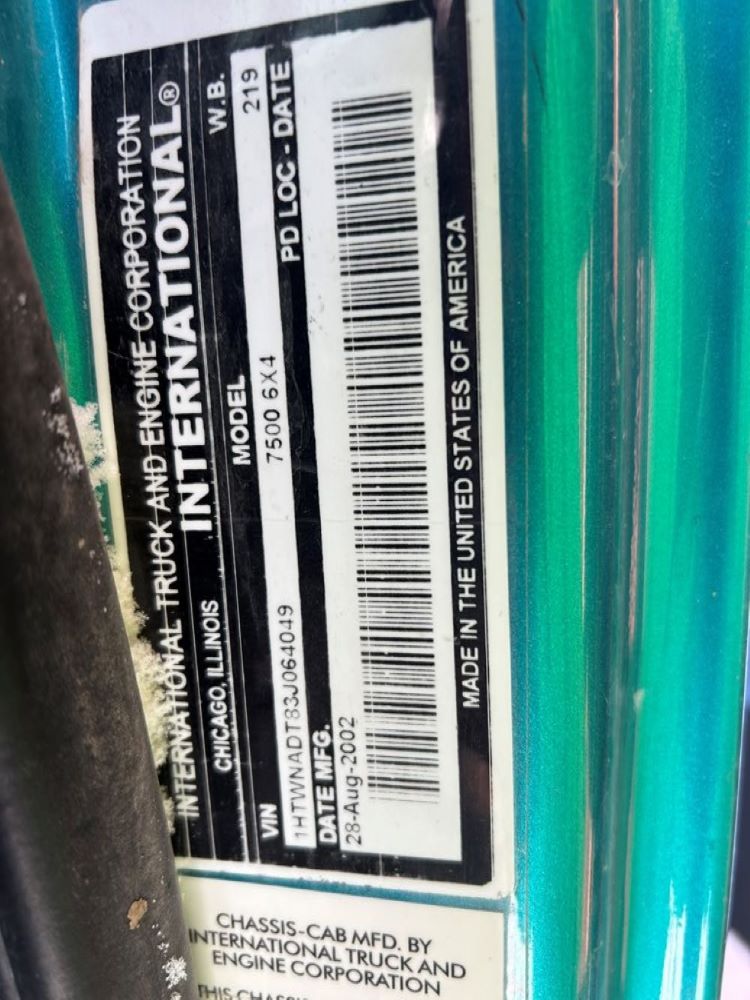 INTERNATIONAL TRUCK AND ENGINE CORPORATION
INTERNATIONAL®
CHICAGO, ILLINOIS
MODEL
W.B.
VIN
1HTWNADT83J064049
7500 6X4
219
DATE MFG.
PD LOC - DATE
28-Aug-2002
MADE IN THE UNITED STATES OF AMERICA
CHASSIS-CAB MFD. BY
INTERNATIONAL TRUCK AND
ENGINE CORPORATION
THIS